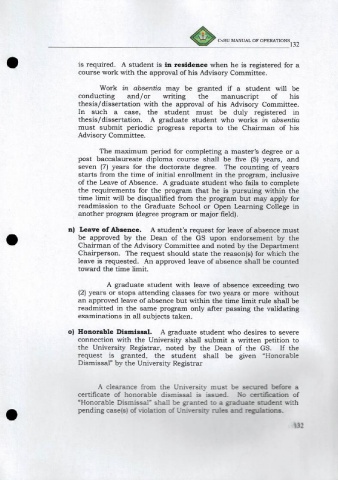 CvSU MANUAL OF OPERATIONS
132
is required. A student is in residence when he is registered for a
course work with the approval of his Advisory Committee.
Work in absentia may be granted if a student will be
conducting and/or writing the manuscript of his
thesis/dissertation with the approval of his Advisory Committee.
In such a case, the student must be duly registered in
thesis/dissertation. A graduate student who works in absentia
must submit periodic progress reports to the Chairman of his
Advisory Committee.
The maximum period for completing a master's degree or a
post baccalaureate diploma course shall be five (5) years, and
seven (7) years for the doctorate degree. The counting of years
starts from the time of initial enrollment in the program, inclusive
of the Leave of Absence. A graduate student who fails to complete
the requirements for the program that he is pursuing within the
time limit will be disqualified from the program but may apply for
readmission to the Graduate School or Open Learning College in
another program (degree program or major field).
n) Leave of Absence. A student's request for leave of absence must
be approved by the Dean of the GS upon endorsement by the
Chairman of the Advisory Committee and noted by the Department
Chairperson. The request should state the reason(s) for which the
leave is requested. An approved leave of absence shall be counted
toward the time limit.
A graduate student with leave of absence exceeding two
(2) years or stops attending classes for two years or more without
an approved leave of absence but within the time limit rule shall be
readmitted in the same program only after passing the validating
examinations in all subjects taken.
o) Honorable Dismissal. A graduate student who desires to severe
connection with the University shall submit a written petition to
the University Registrar, noted by the Dean of the GS. If the
request is granted, the student shall be given "Honorable
Dismissal" by the University Registrar
A clearance from the University must be secured before a
certificate of honorable dismissal is issued. No certification of
"Honorable Dismissal" shall be granted to a graduate student with
pending case(s) of violation of University rules and regulations.
132